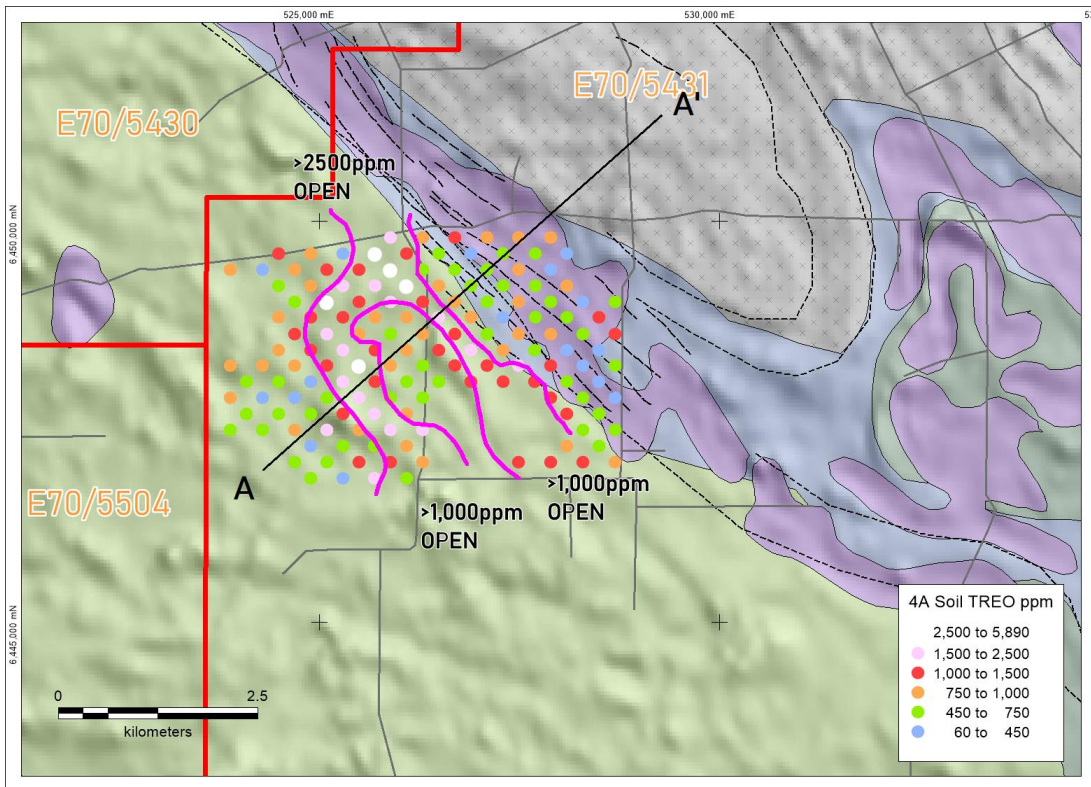 525,000 mE
530,000 mE
53
E70/5431
A'
E70/5430
>2500ppm
OPEN
6,450,000 mN
A
E70/5504
>1,000ppm
OPEN
>1,000ppm
OPEN
6,445,000 mN
0 2.5
kilometers
4A Soil TREO ppm
2,500 to 5,890
1,500 to 2,500
1,000 to 1,500
750 to 1,000
450 to 750
60 to 450